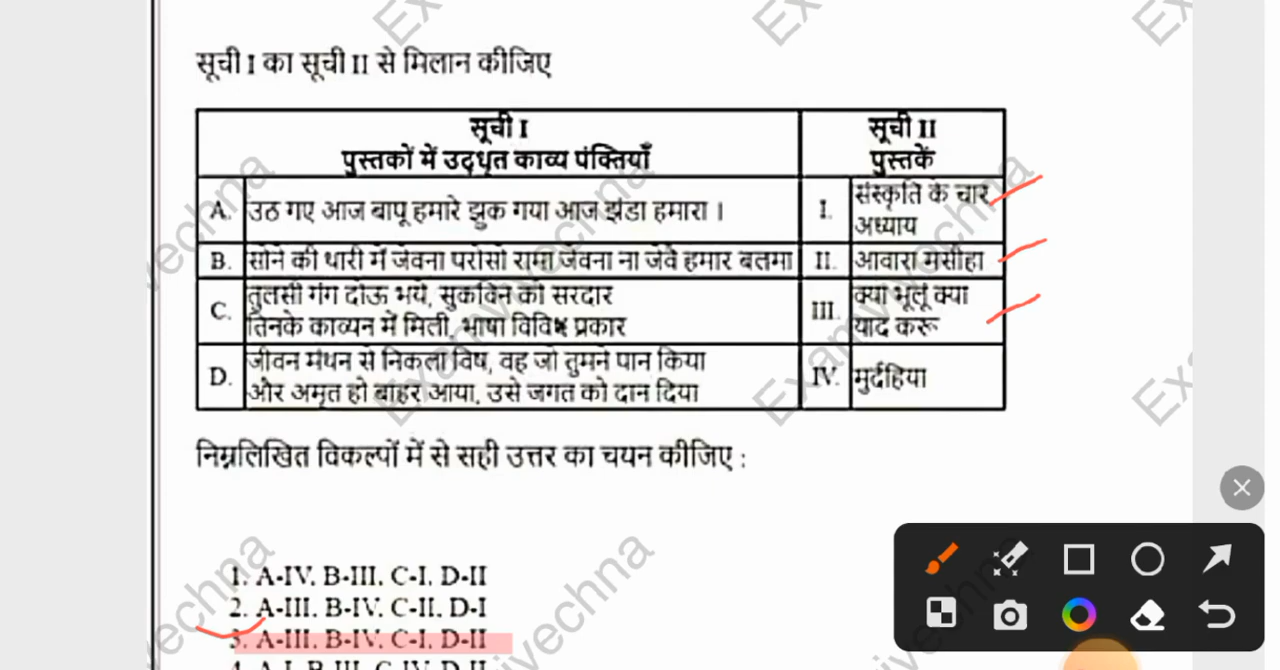 सूची I का सूची II से मिलान कीजिए
सूची I
पुस्तकों में उद्धृत काव्य पंक्तियाँ
सूची II
पुस्तकें
A. उठ गए आज बापू हमारे झुक गया आज झंडा हमारा ।
I. संस्कृति के चार
अध्याय
B. सोने की थारी में जेवना परोसो रामा जेवना ना जेवै हमार बलमा
II. आवारा मसीहा
C. तुलसी गंग दोऊ भये, सुकविन को सरदार
तिनके काव्यन में मिली, भाषा विविध प्रकार
III. क्या भूलूं क्या
याद करू
D. जीवन मंथन से निकला विष, वह जो तुमने पान किया
और अमृत हो बाहर आया, उसे जगत को दान दिया
IV. मुर्दहिया
निम्नलिखित विकल्पों में से सही उत्तर का चयन कीजिए :
1. A-IV, B-III, C-I, D-II
2. A-III, B-IV, C-II, D-I
3. A-III, B-IV, C-I, D-II
Examvivechna